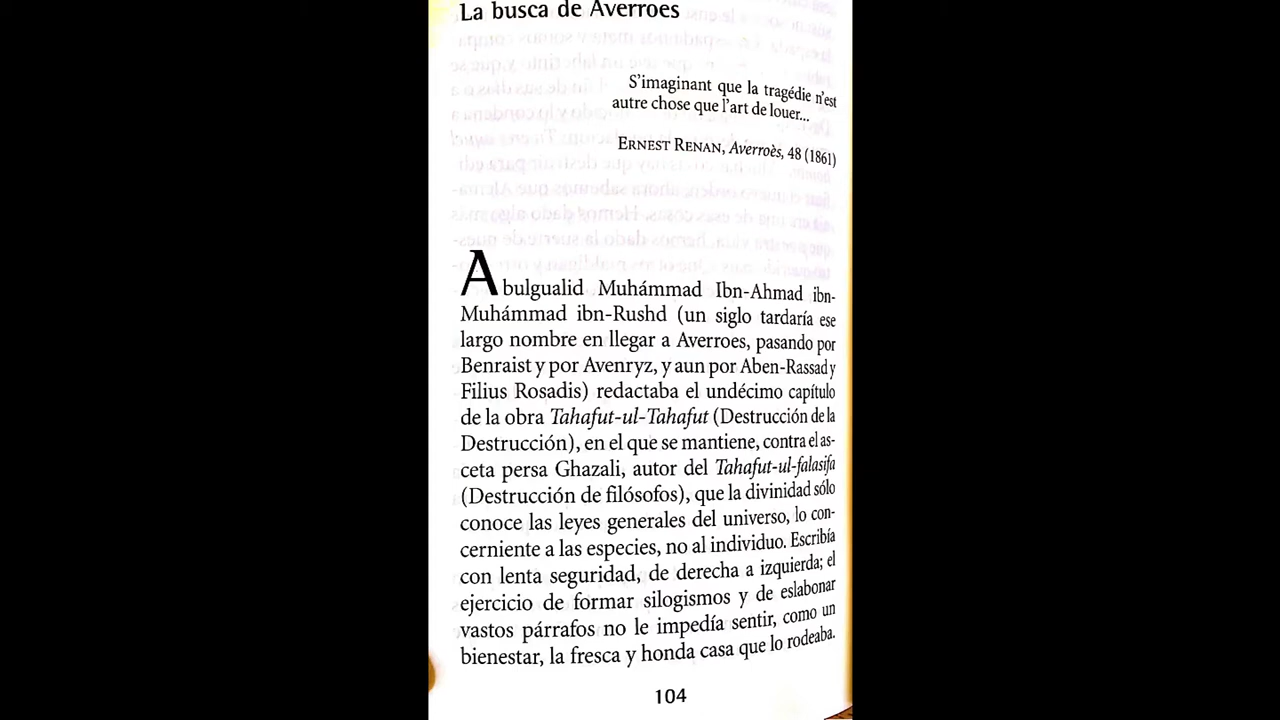 La busca de Averroes
S'imaginant que la tragédie n'est
autre chose que l'art de louer...
ERNEST RENAN, Averroès, 48 (1861)
Abulgualid Muhámmad Ibn-Ahmad ibn-
Muhámmad ibn-Rushd (un siglo tardaría ese
largo nombre en llegar a Averroes, pasando por
Benraist y por Avenryz, y aun por Aben-Rassad y
Filius Rosadis) redactaba el undécimo capítulo
de la obra Tahafut-ul-Tahafut (Destrucción de la
Destrucción), en el que se mantiene, contra el as-
ceta persa Ghazali, autor del Tahafut-ul-falasifa
(Destrucción de filósofos), que la divinidad sólo
conoce las leyes generales del universo, lo con-
cerniente a las especies, no al individuo. Escribía
con lenta seguridad, de derecha a izquierda; el
ejercicio de formar silogismos y de eslabonar
vastos párrafos no le impedía sentir, como un
bienestar, la fresca y honda casa que lo rodeaba.
104